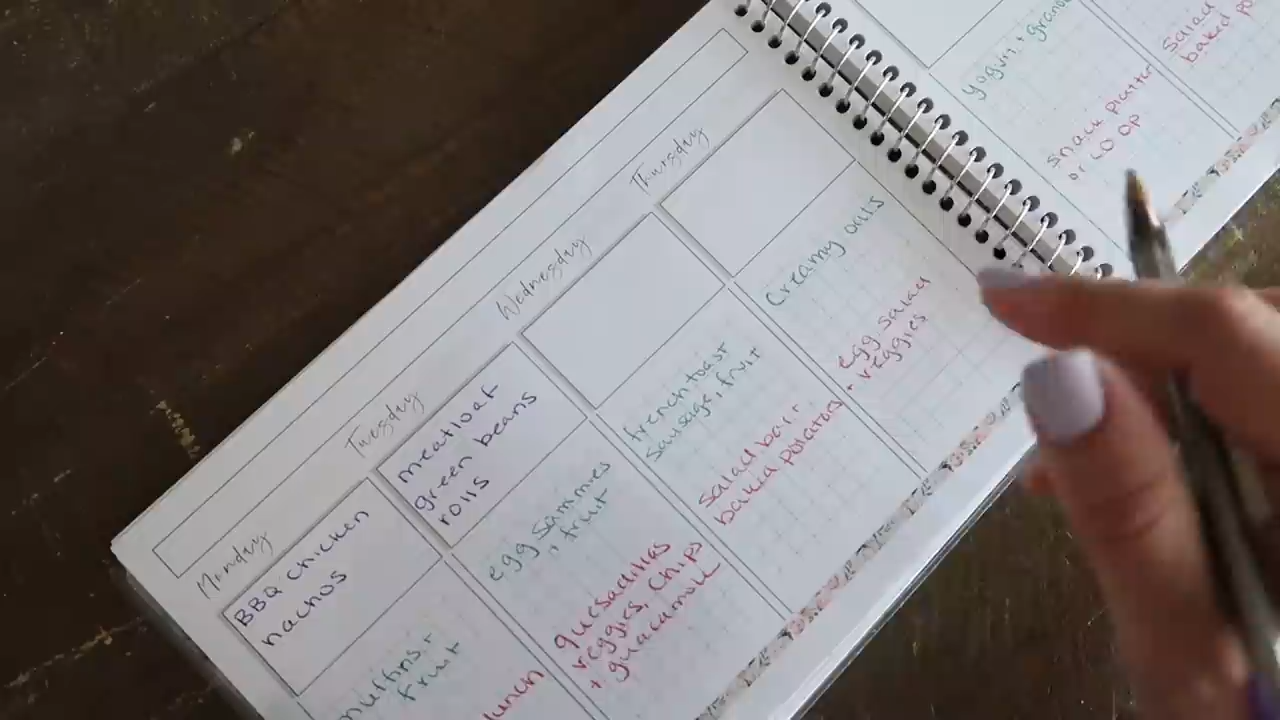 Monday
BBQ chicken
nachos
muffins +
fruit
lunch
Tuesday
meatloaf
green beans
rolls
egg sammies
+ fruit
quesadillas
veggies, chips
+ guacamole
Wednesday
french toast
sausage, fruit
salad bar +
baked potatoes
Thursday
creamy oats
egg salad
+ veggies
yogurt + granola
snack platter
or co op
salad
baked po